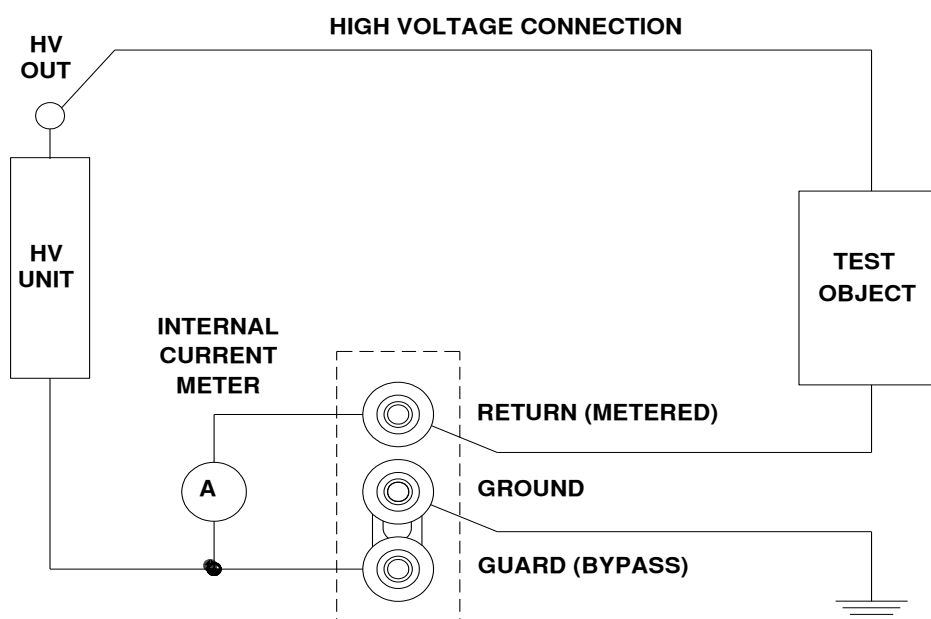 HIGH VOLTAGE CONNECTION
HV
OUT
HV
UNIT
TEST
OBJECT
INTERNAL
CURRENT
METER
RETURN (METERED)
A
GROUND
GUARD (BYPASS)